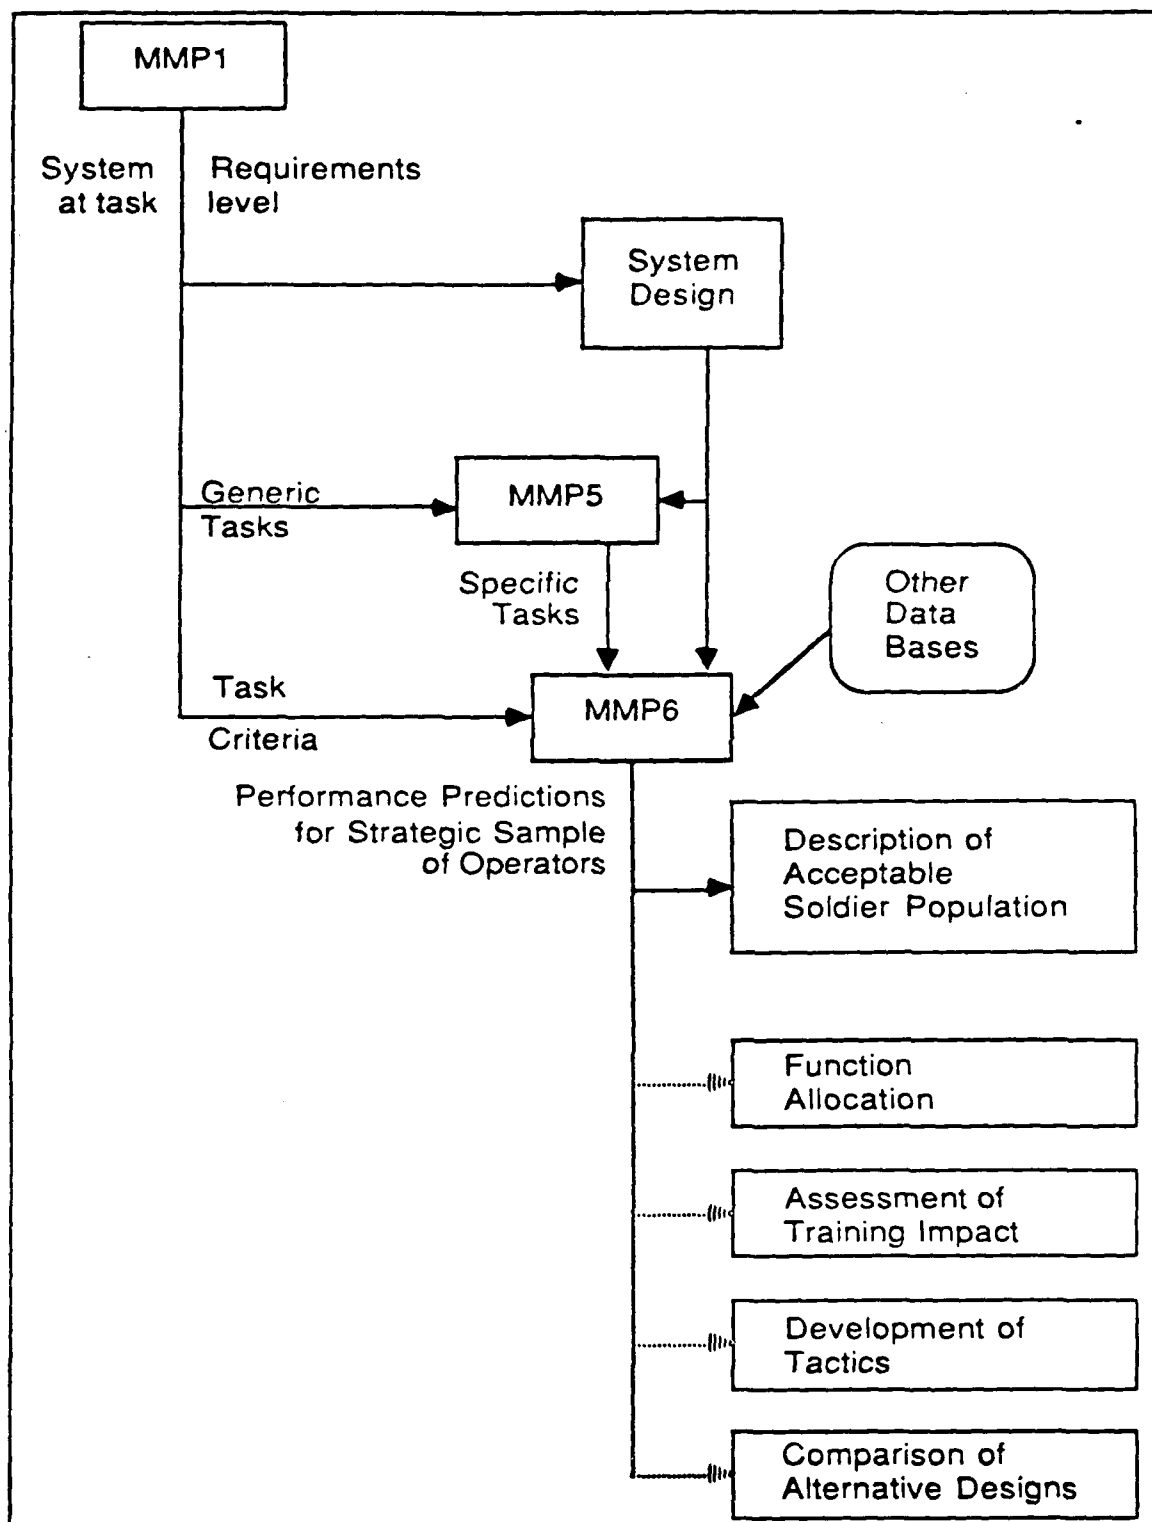 MMP1
System Requirements
at task level
System
Design
Generic
Tasks
MMP5
Specific
Tasks
Other
Data
Bases
Task
Criteria
MMP6
Performance Predictions
for Strategic Sample
of Operators
Description of
Acceptable
Soldier Population
Function
Allocation
Assessment of
Training Impact
Development of
Tactics
Comparison of
Alternative Designs